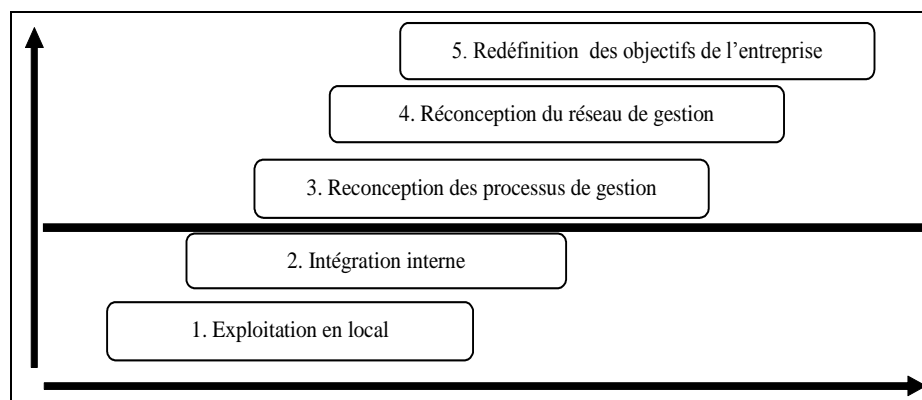 5. Redéfinition des objectifs de l’entreprise
4. Réconception du réseau de gestion
3. Reconception des processus de gestion
2. Intégration interne
1. Exploitation en local